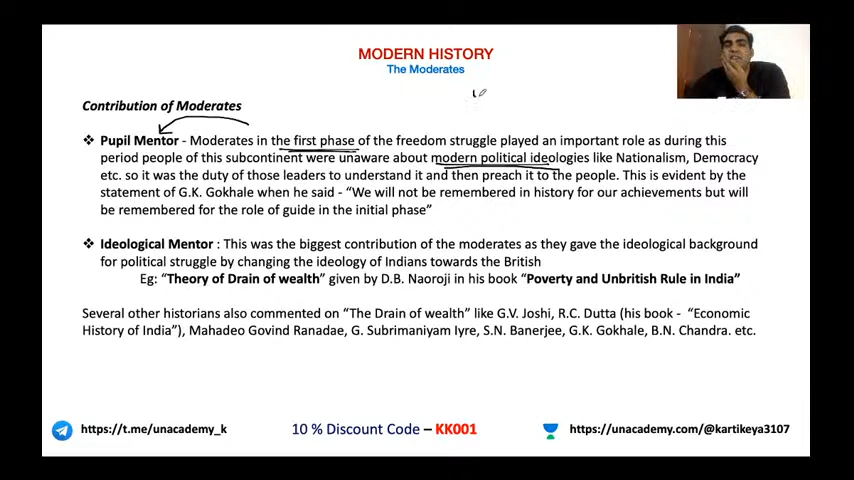 MODERN HISTORY
The Moderates
Contribution of Moderates
❖ Pupil Mentor - Moderates in the first phase of the freedom struggle played an important role as during this
period people of this subcontinent were unaware about modern political ideologies like Nationalism, Democracy
etc. so it was the duty of those leaders to understand it and then preach it to the people. This is evident by the
statement of G.K. Gokhale when he said - “We will not be remembered in history for our achievements but will
be remembered for the role of guide in the initial phase”
❖ Ideological Mentor : This was the biggest contribution of the moderates as they gave the ideological background
for political struggle by changing the ideology of Indians towards the British
Eg: “Theory of Drain of wealth” given by D.B. Naoroji in his book “Poverty and Unbritish Rule in India”
Several other historians also commented on “The Drain of wealth” like G.V. Joshi, R.C. Dutta (his book - “Economic
History of India”), Mahadeo Govind Ranadae, G. Subrimaniyam Iyre, S.N. Banerjee, G.K. Gokhale, B.N. Chandra. etc.
https://t.me/unacademy_k
10 % Discount Code – KK001
https://unacademy.com/@kartikeya3107